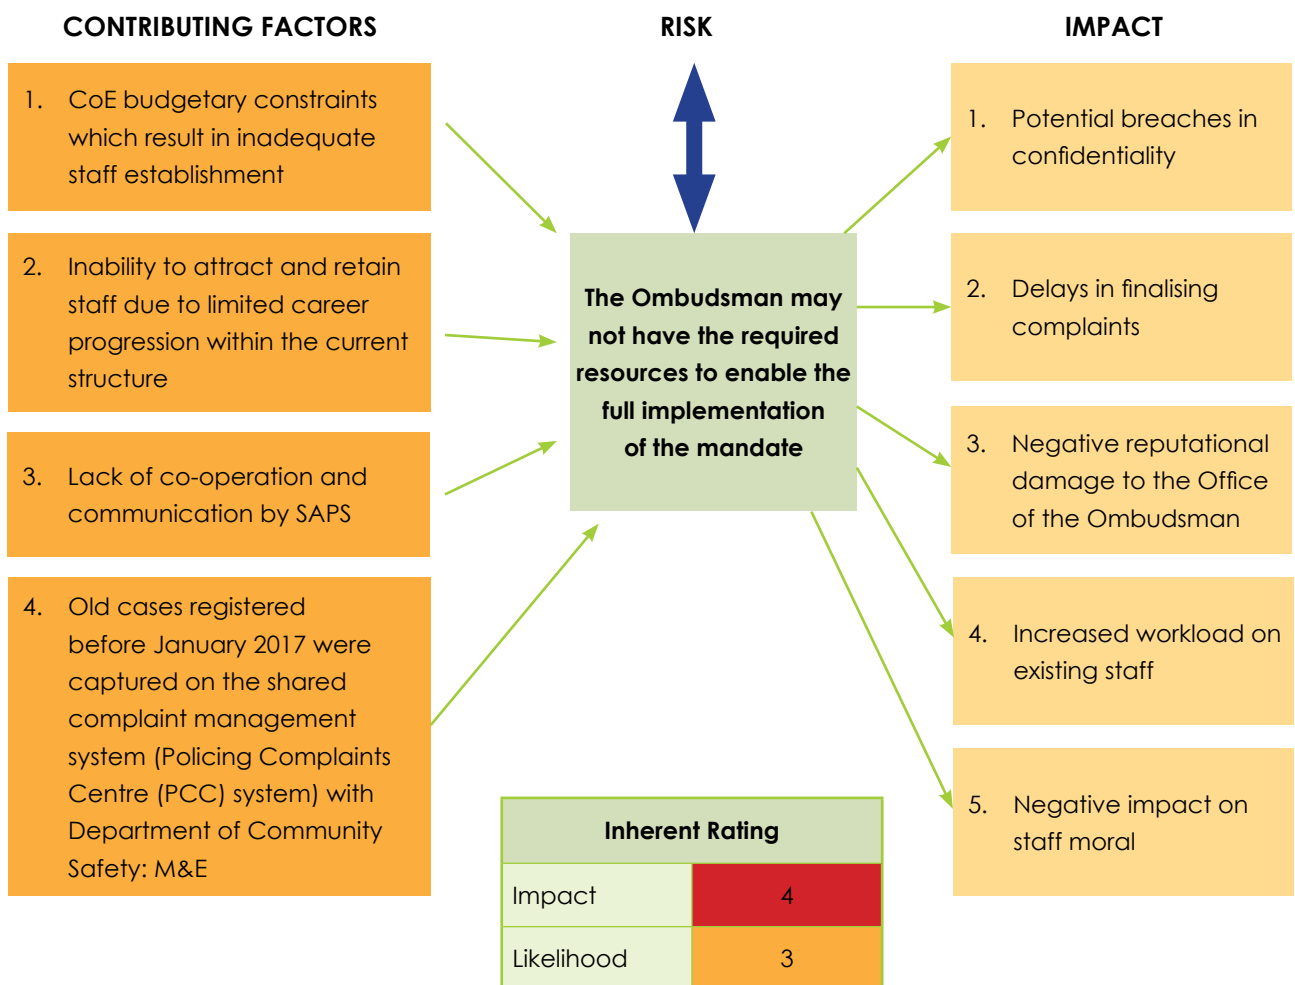 CONTRIBUTING FACTORS
1. CoE budgetary constraints
which result in inadequate
staff establishment
2. Inability to attract and retain
staff due to limited career
progression within the current
structure
3. Lack of co-operation and
communication by SAPS
4. Old cases registered
before January 2017 were
captured on the shared
complaint management
system (Policing Complaints
Centre (PCC) system) with
Department of Community
Safety: M&E
RISK
The Ombudsman may
not have the required
resources to enable the
full implementation
of the mandate
Inherent Rating
Impact 4
Likelihood 3
IMPACT
1. Potential breaches in
confidentiality
2. Delays in finalising
complaints
3. Negative reputational
damage to the Office
of the Ombudsman
4. Increased workload on
existing staff
5. Negative impact on
staff moral